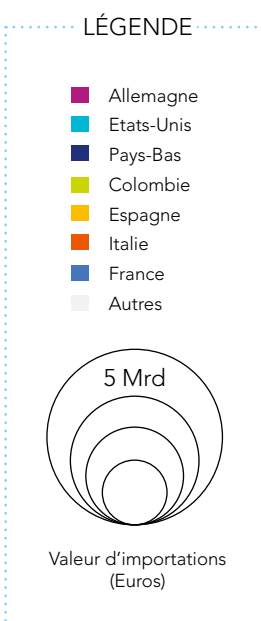 LÉGENDE
Allemagne
Etats-Unis
Pays-Bas
Colombie
Espagne
Italie
France
Autres
5 Mrd
Valeur d'importations
(Euros)